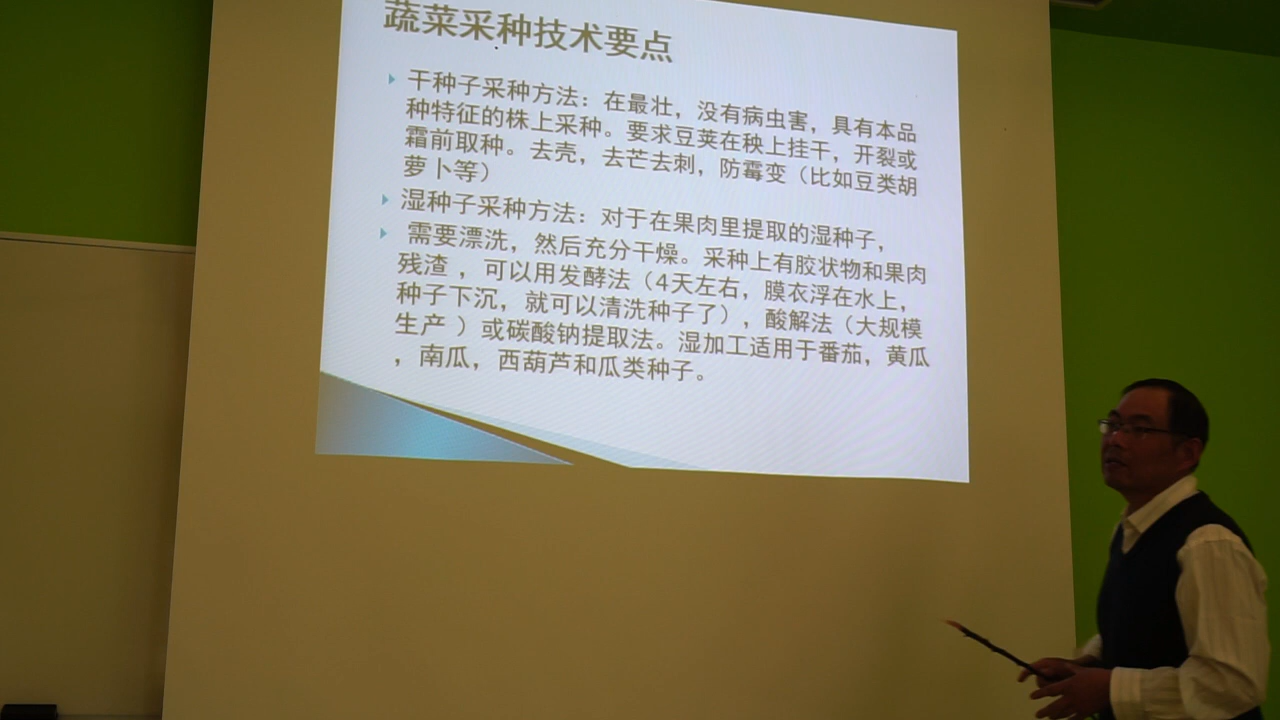 蔬菜采种技术要点
干种子采种方法：在最壮，没有病虫害，具有本品
种特征的株上采种。要求豆荚在秧上挂干，开裂或
霜前取种。去壳，去芒去刺，防霉变（比如豆类胡
萝卜等）
湿种子采种方法：对于在果肉里提取的湿种子，
需要漂洗，然后充分干燥。采种上有胶状物和果肉
残渣 ，可以用发酵法（4天左右，膜衣浮在水上，
种子下沉，就可以清洗种子了），酸解法（大规模
生产 ）或碳酸钠提取法。湿加工适用于番茄，黄瓜
，南瓜，西葫芦和瓜类种子。